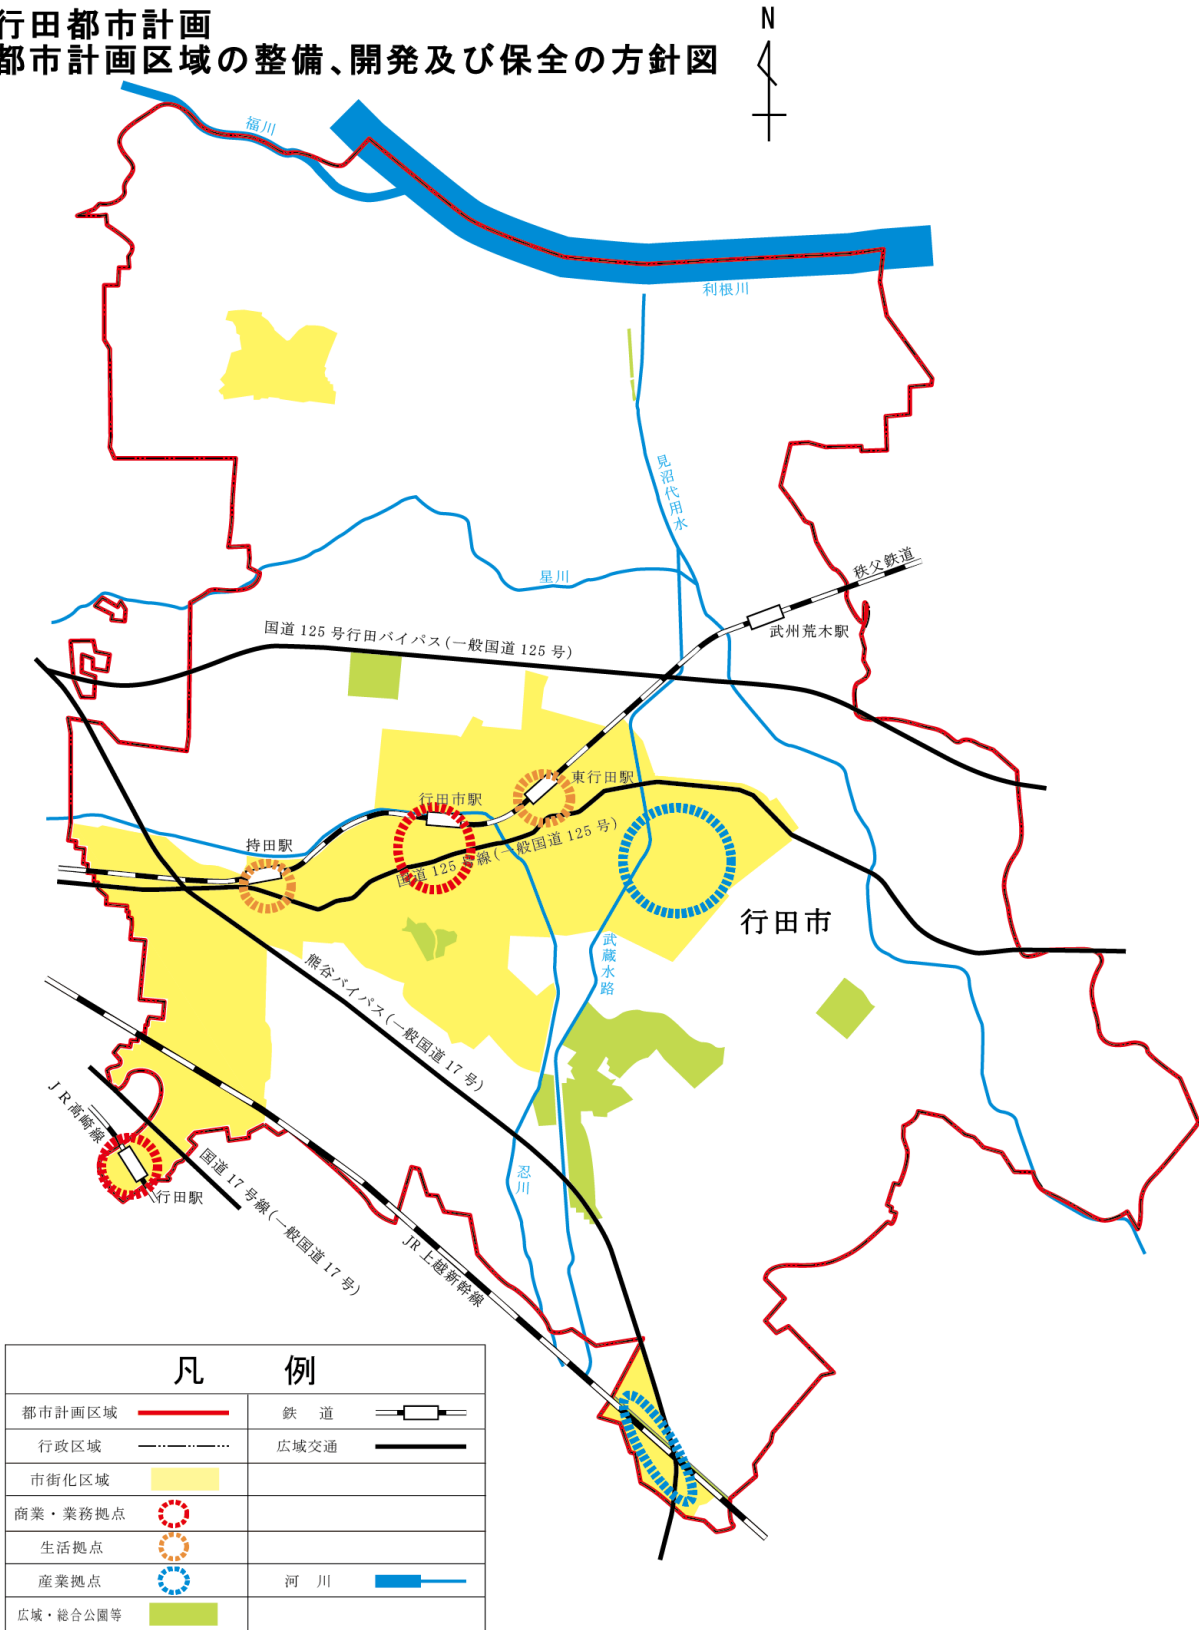 行田都市計画
都市計画区域の整備、開発及び保全の方針図
N
福川
利根川
見沼代用水
星川
秩父鉄道
武州荒木駅
国道125号行田バイパス(一般国道125号)
東行田駅
行田市駅
持田駅
国道125号線(一般国道125号)
行田市
武蔵水路
熊谷バイパス(一般国道17号)
JR高崎線
行田駅
国道17号線(一般国道17号)
忍川
JR上越新幹線
凡 例
都市計画区域
鉄 道
行政区域
広域交通
市街化区域
商業・業務拠点
生活拠点
産業拠点
河 川
広域・総合公園等